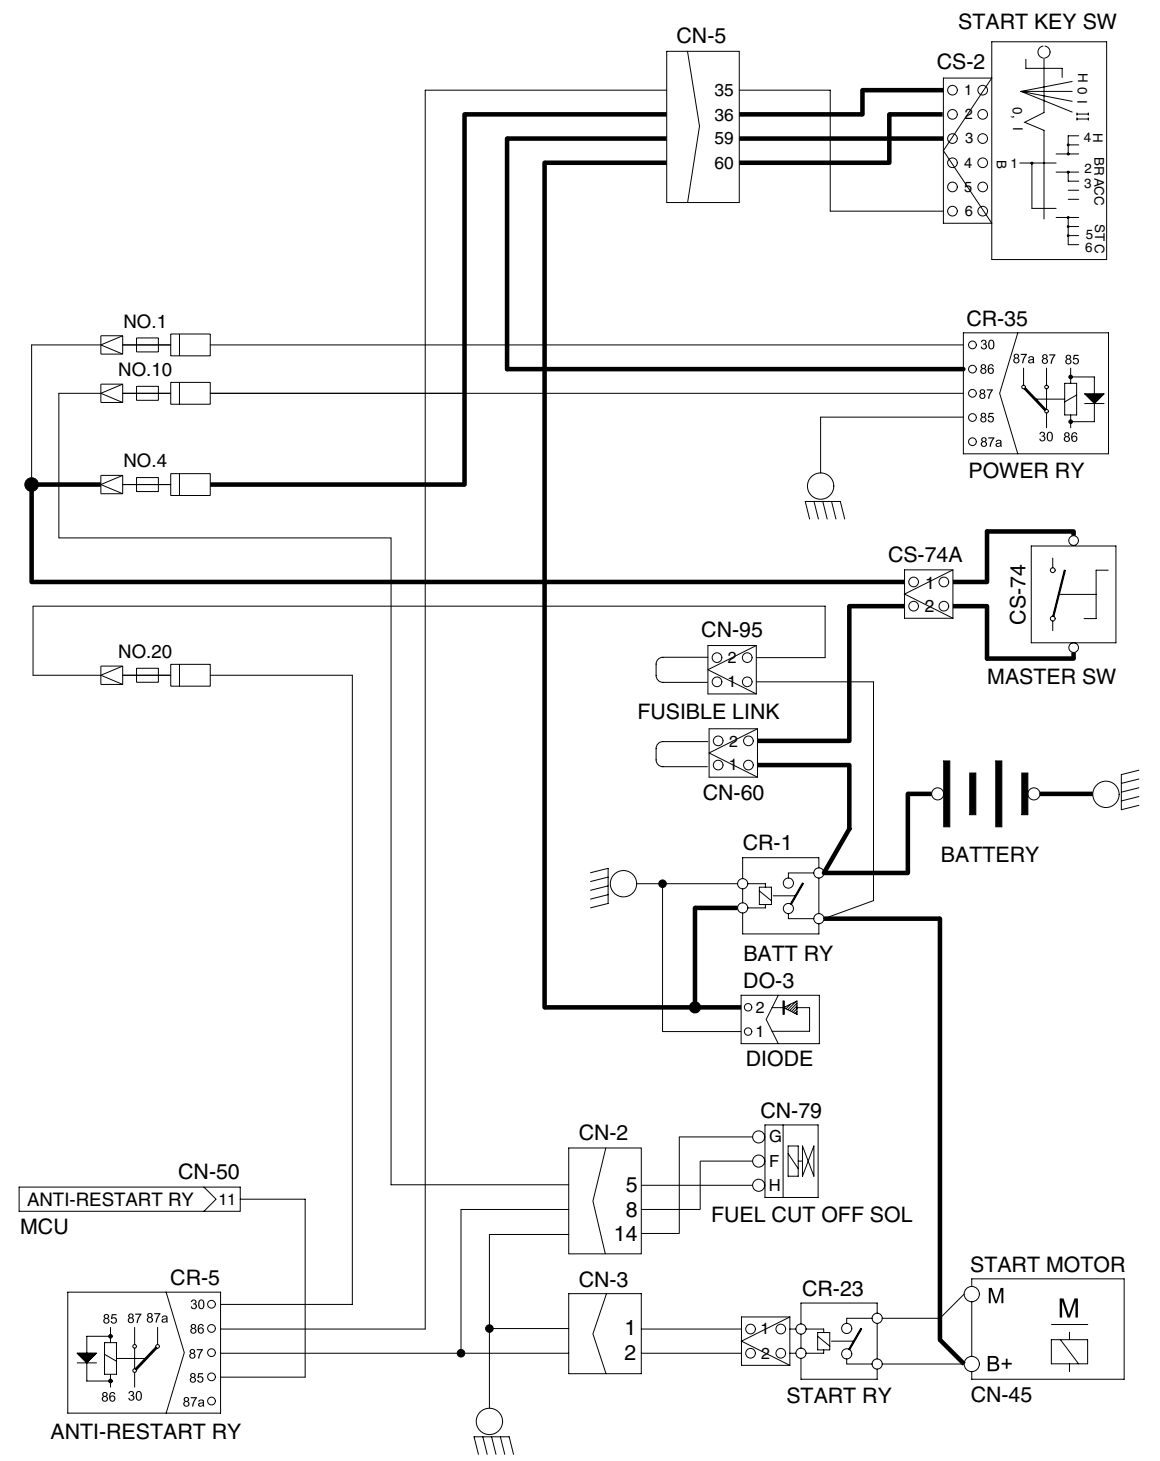 START KEY SW
CN-5
CS-2
35
36
59
60
1
2
3
4
5
6
H 0 I II
0, I
B 1
4 H
BR
2
3 ACC
ST
5
6 C
NO.1
NO.10
NO.4
CR-35
30
86
87
85
87a
87a 87 85
30 86
POWER RY
CS-74A
1
2
CS-74
MASTER SW
NO.20
CN-95
2
1
FUSIBLE LINK
2
1
CN-60
BATTERY
CR-1
BATT RY
DO-3
2
1
DIODE
CN-79
G
F
H
FUEL CUT OFF SOL
CN-2
5
8
14
CN-50
ANTI-RESTART RY 11
MCU
CR-5
30
86
87
85
87a
85 87 87a
86 30
ANTI-RESTART RY
CN-3
1
2
1
2
CR-23
START RY
START MOTOR
M
M
B+
CN-45